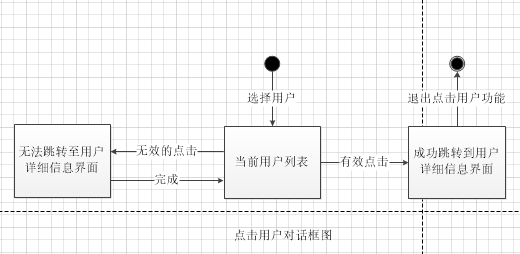 选择用户
退出点击用户功能
无法跳转至用户
详细信息界面
无效的点击
完成
当前用户列表
有效点击
成功跳转到用户
详细信息界面
点击用户对话框图